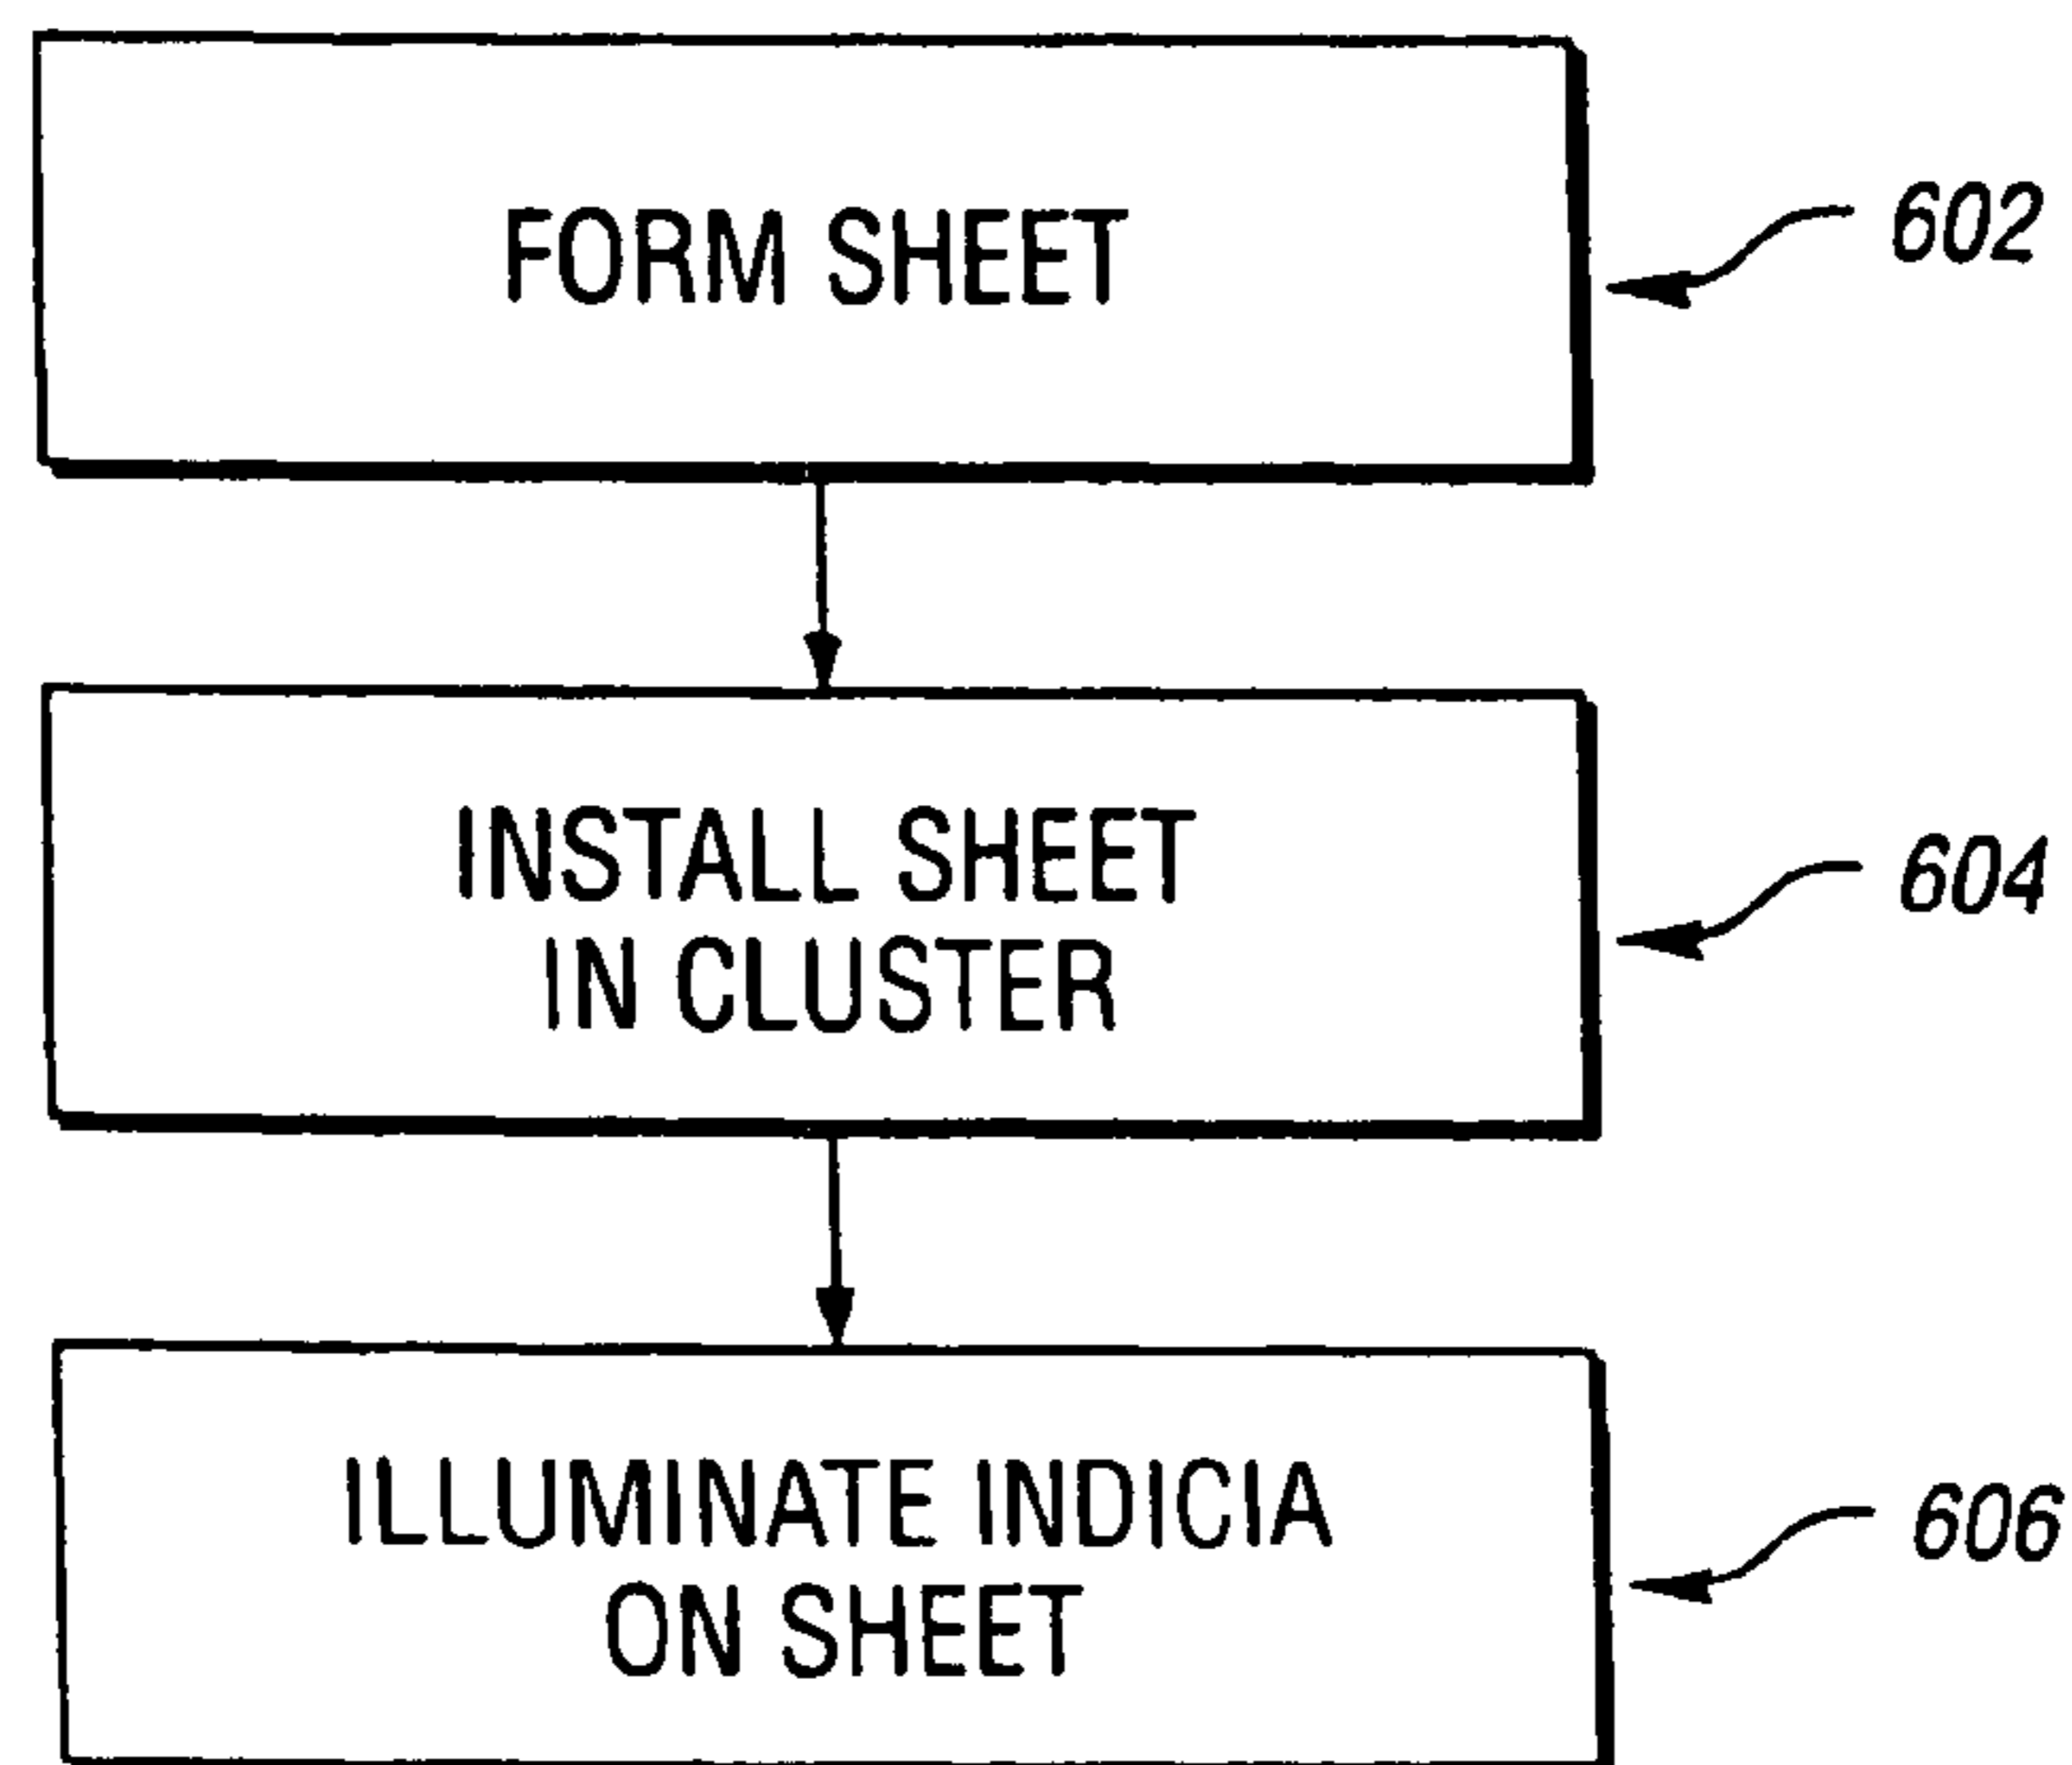 FORM SHEET
602
INSTALL SHEET
IN CLUSTER
604
ILLUMINATE INDICIA
ON SHEET
606